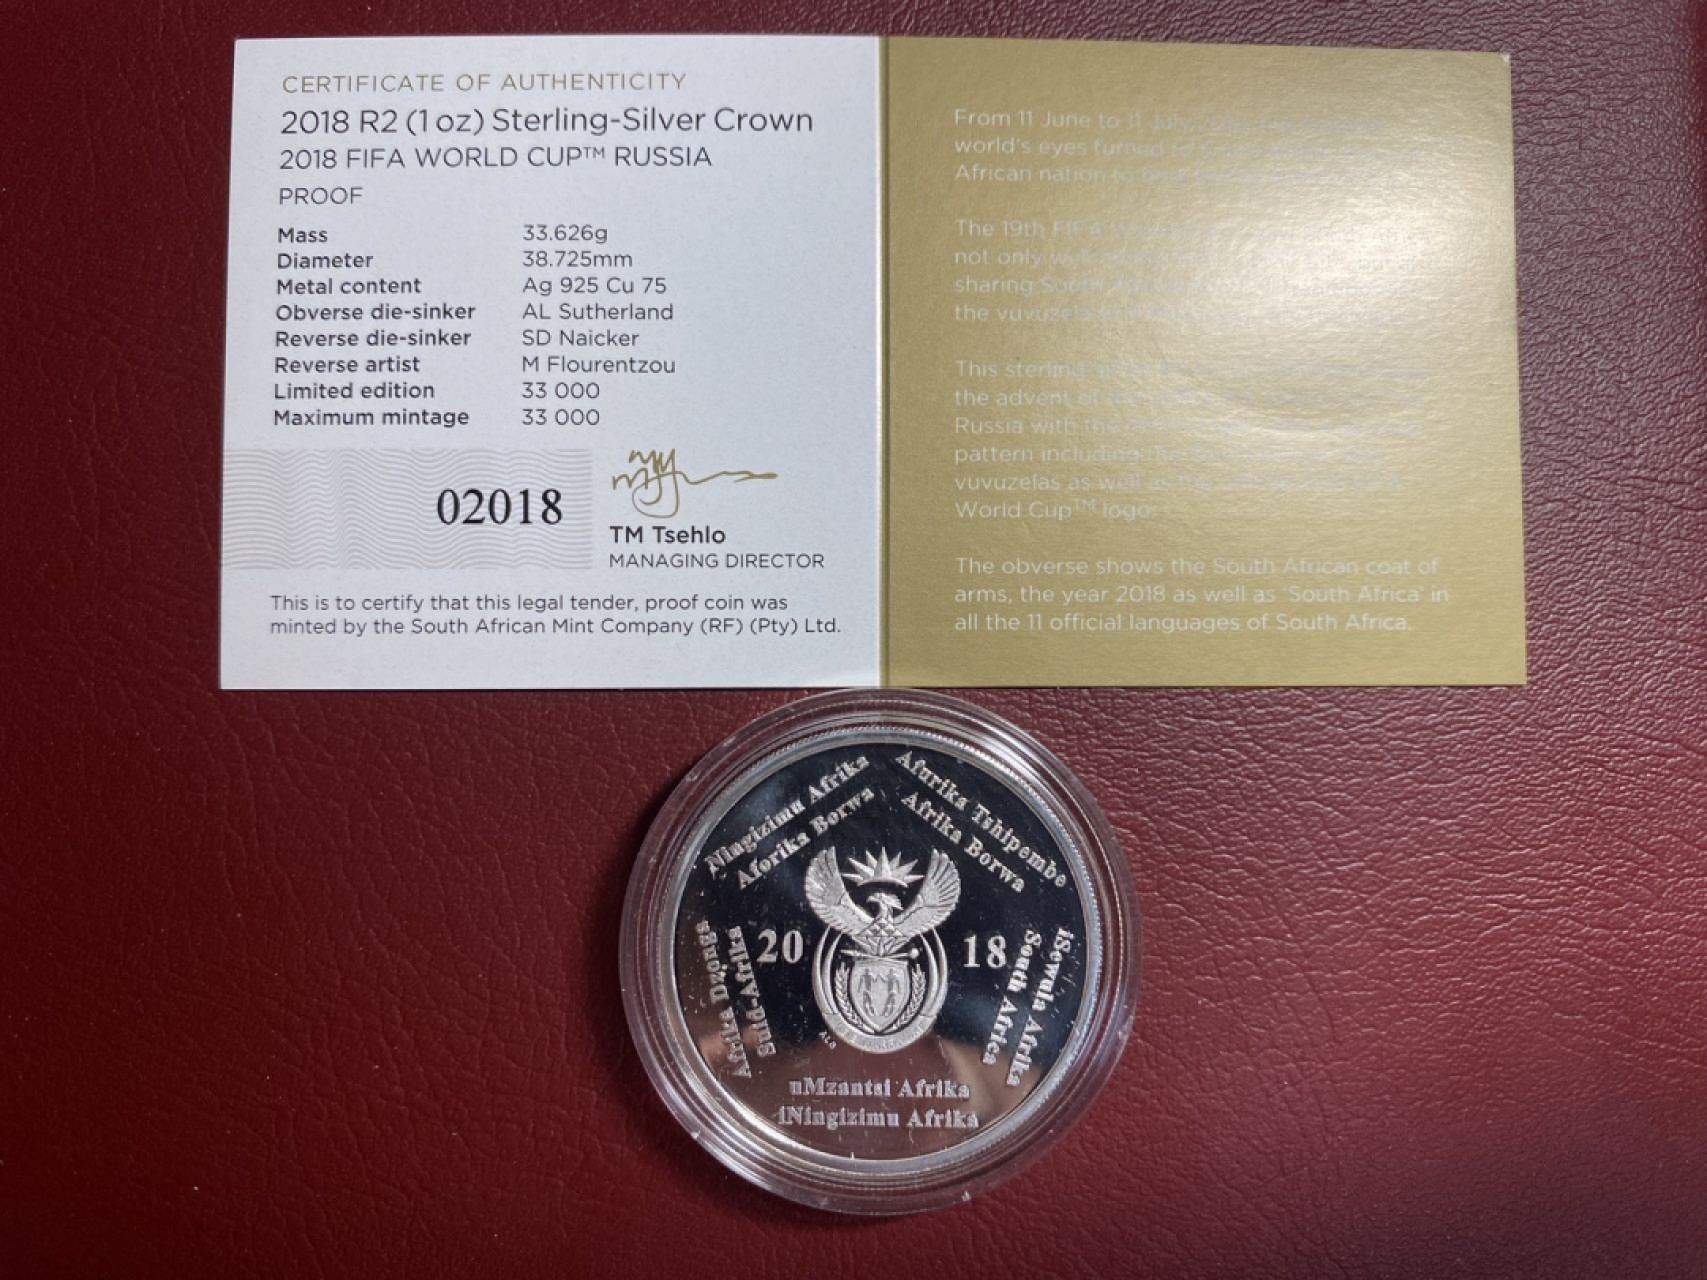 CERTIFICATE OF AUTHENTICITY
2018 R2 (1 oz) Sterling-Silver Crown
2018 FIFA WORLD CUP™ RUSSIA
PROOF
Mass 33.626g
Diameter 38.725mm
Metal content Ag 925 Cu 75
Obverse die-sinker AL Sutherland
Reverse die-sinker SD Naicker
Reverse artist M Flourentzou
Limited edition 33 000
Maximum mintage 33 000
02018
TM Tsehlo
MANAGING DIRECTOR
This is to certify that this legal tender, proof coin was
minted by the South African Mint Company (RF) (Pty) Ltd.
From 11 June to 11 July
world's eyes turned
African nation to
The 19th FIFA
not only
sharing South
the vuvuzela
This sterling
the advent of
Russia with the
pattern including
vuvuzelas as well as
World Cup™ logo.
The obverse shows the South African coat of
arms, the year 2018 as well as 'South Africa' in
all the 11 official languages of South Africa.
Ningizimu Afrika
Aforika Borwa
Afurika Tshipembe
Afrika Borwa
Afrika Dzonga
Suid-Afrika
20 18
iSewula Afrika
South Africa
ALS
uMzantsi Afrika
iNingizimu Afrika